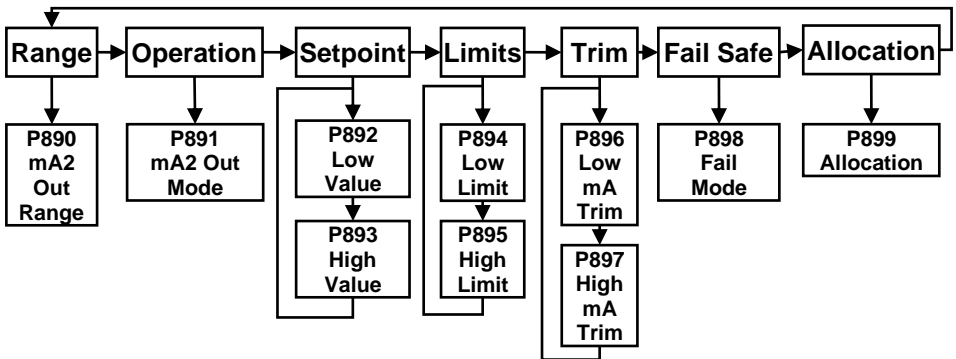 Range
Operation
Setpoint
Limits
Trim
Fail Safe
Allocation
P890
mA2
Out
Range
P891
mA2 Out
Mode
P892
Low
Value
P893
High
Value
P894
Low
Limit
P895
High
Limit
P896
Low
mA
Trim
P897
High
mA
Trim
P898
Fail
Mode
P899
Allocation